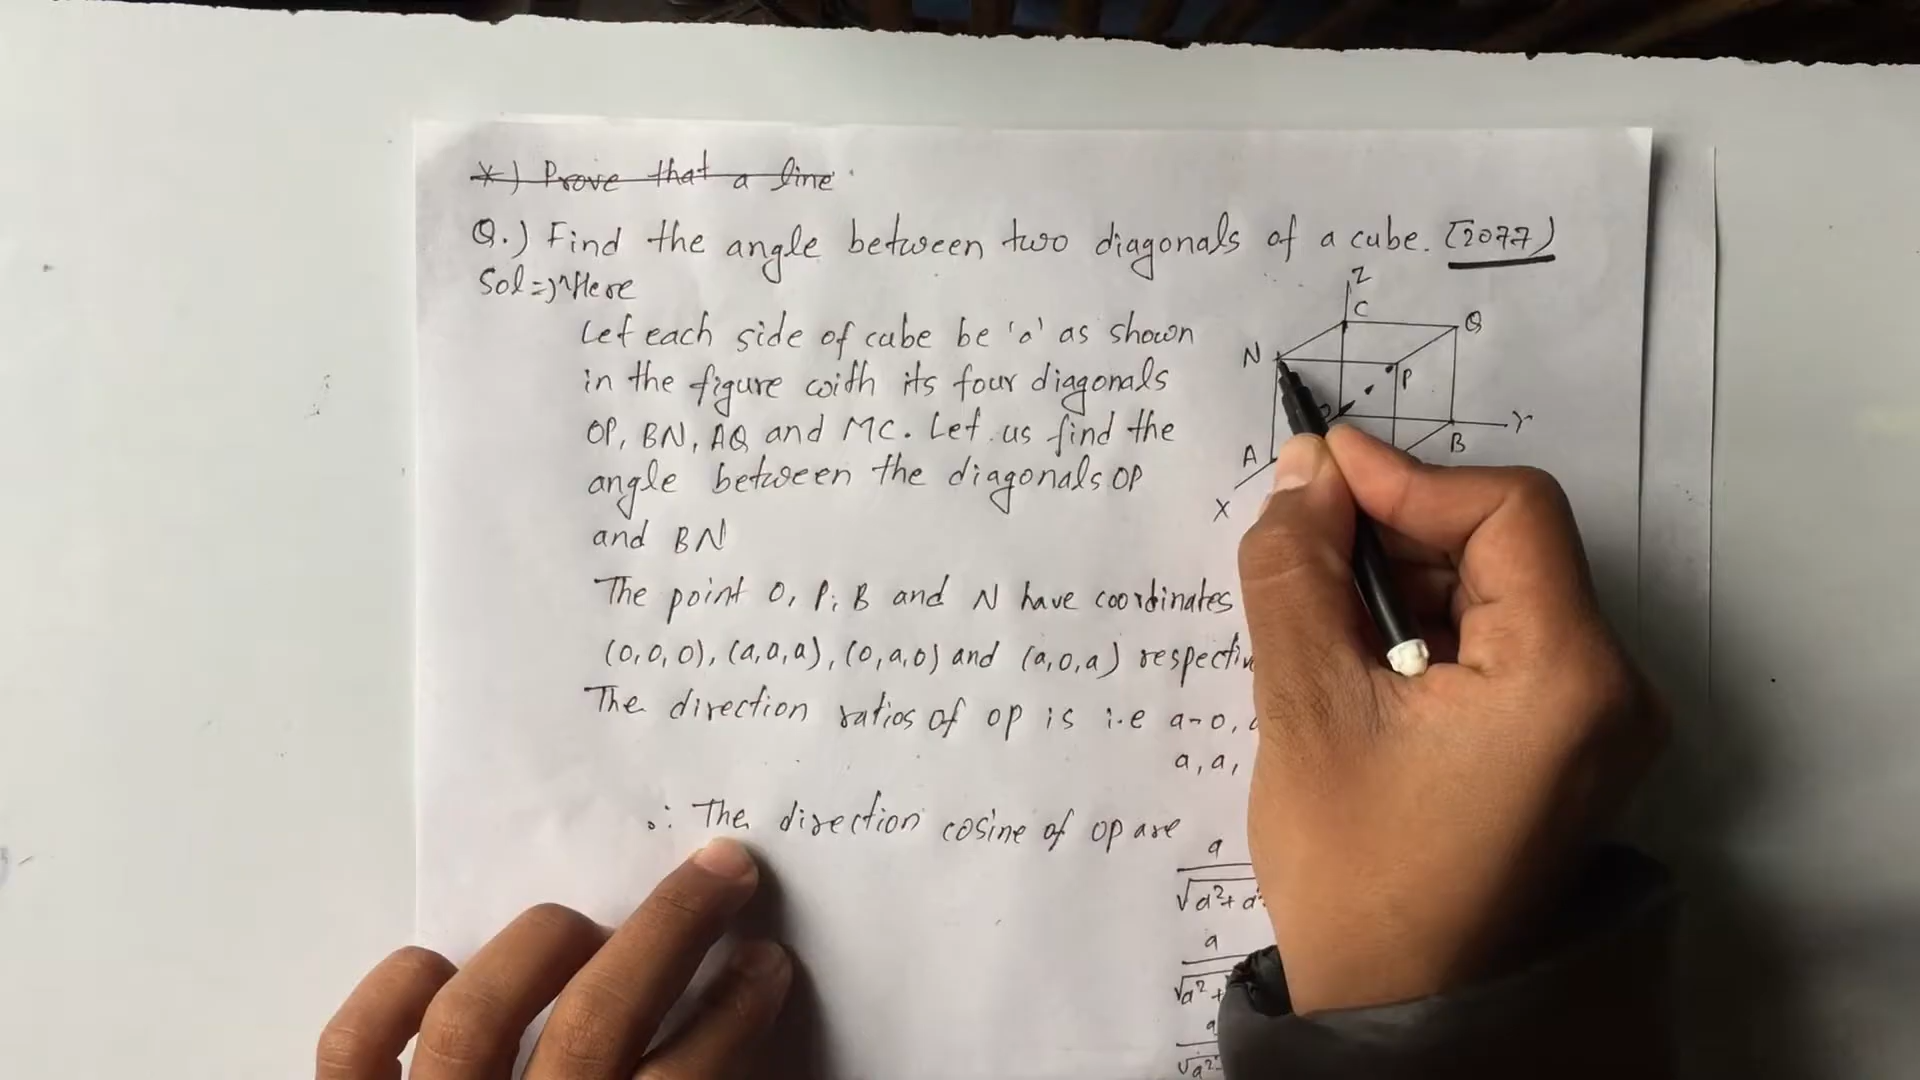 *) Prove that a line
Q.) Find the angle between two diagonals of a cube. [2077)
Sol=)ⁿHere
Let each side of cube be 'a' as shown
in the figure with its four diagonals
OP, BN, AQ and MC. Let us find the
angle between the diagonals OP
and BN
The point O, P, B and N have coordinates
(0,0,0), (a,a,a), (0,a,0) and (a,0,a) respectiv
The direction ratios of OP is i.e a-0,
a, a,
∴ The direction cosine of OP are
a
√a²+a²
a
√a²+
a
√a²
Z
C
Q
N
P
Y
B
A
X